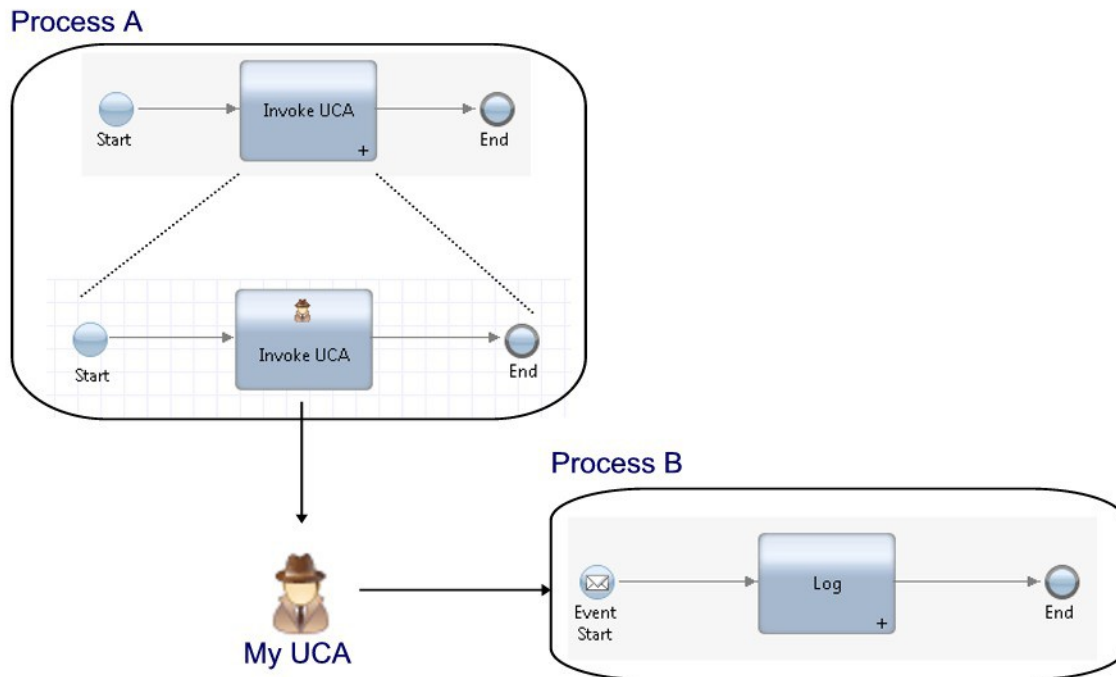 Process A
Invoke UCA
Start
End
Invoke UCA
Start
End
Process B
Log
Event
Start
End
My UCA